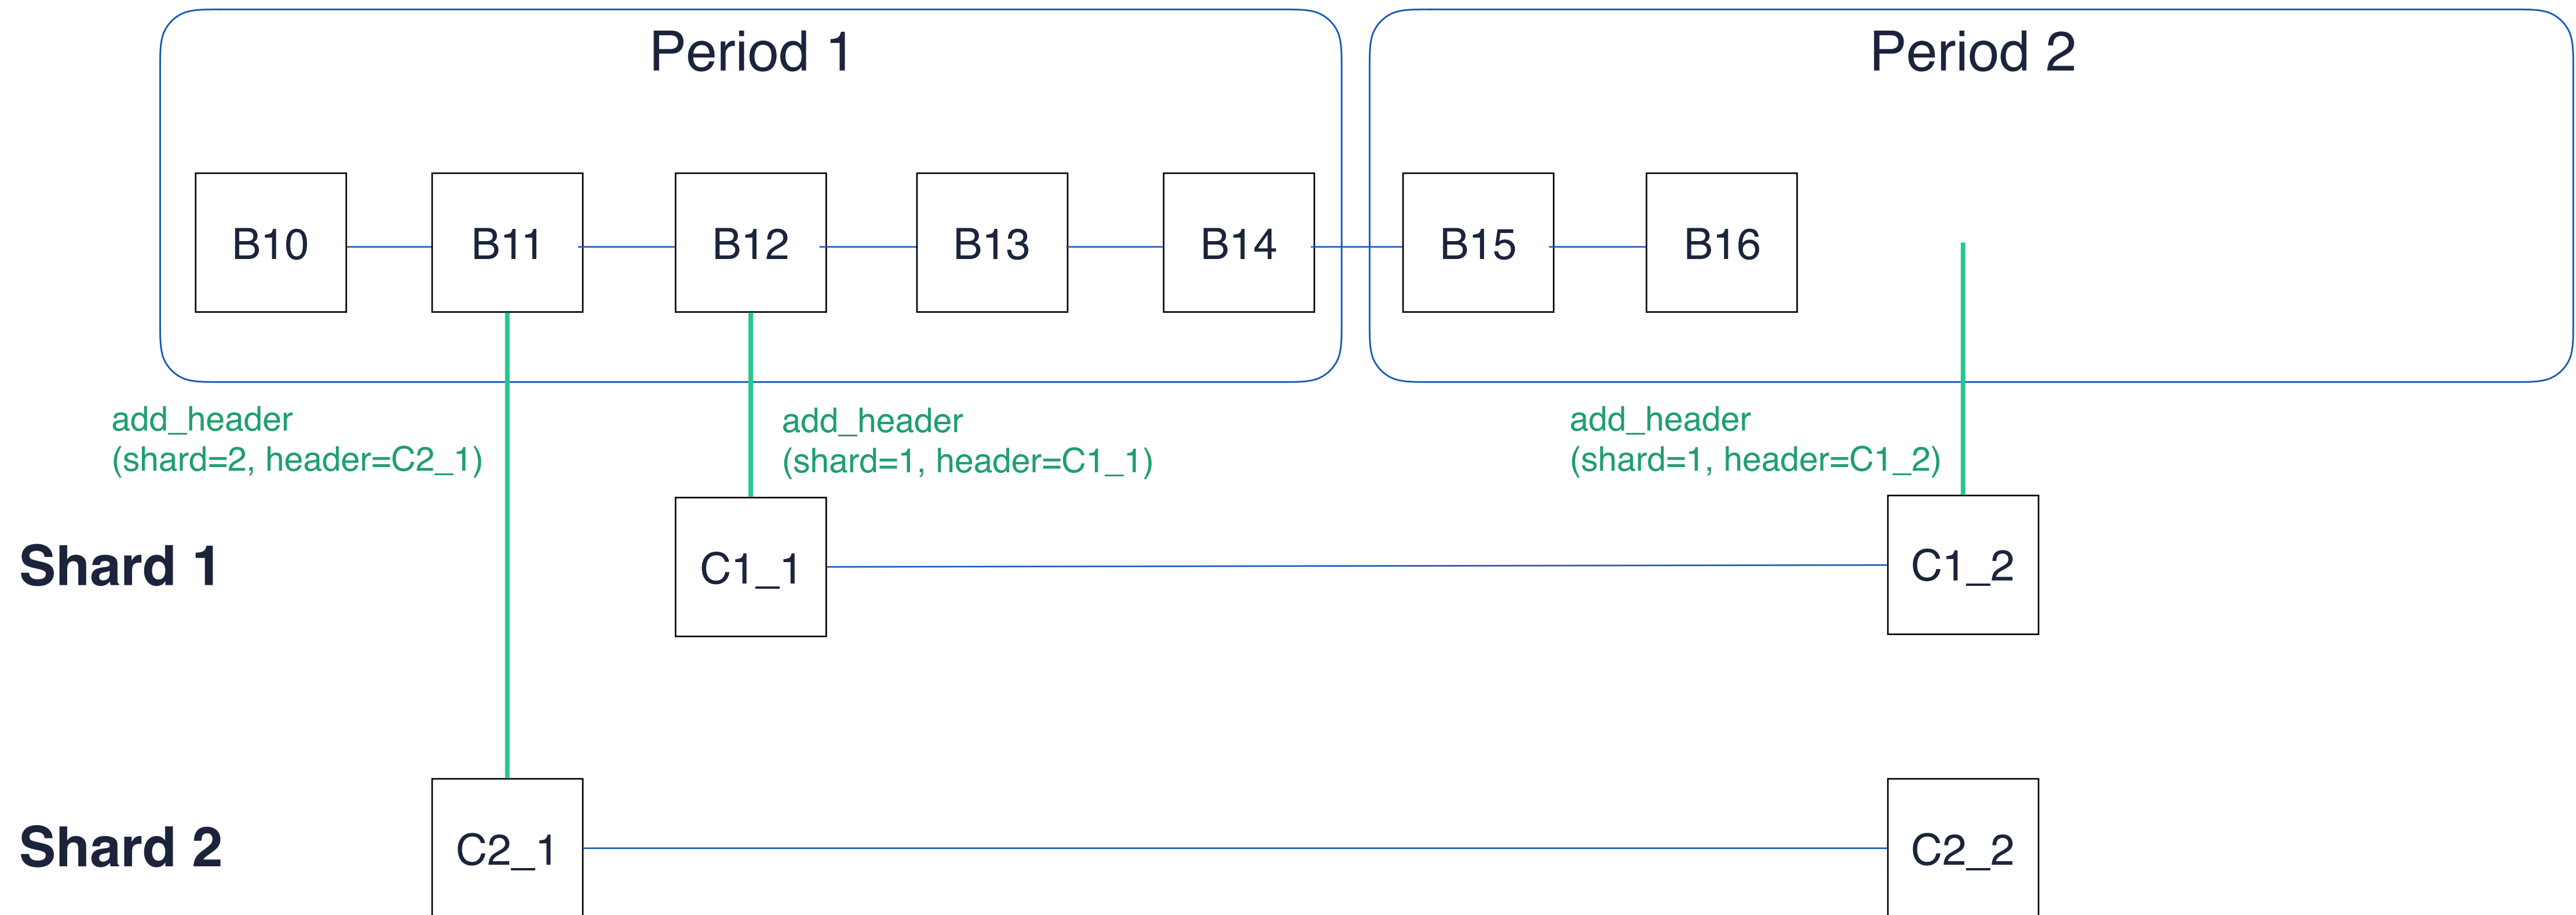 Period 1
Period 2
B10
B11
B12
B13
B14
B15
B16
add_header
(shard=2, header=C2_1)
add_header
(shard=1, header=C1_1)
add_header
(shard=1, header=C1_2)
Shard 1
C1_1
C1_2
Shard 2
C2_1
C2_2